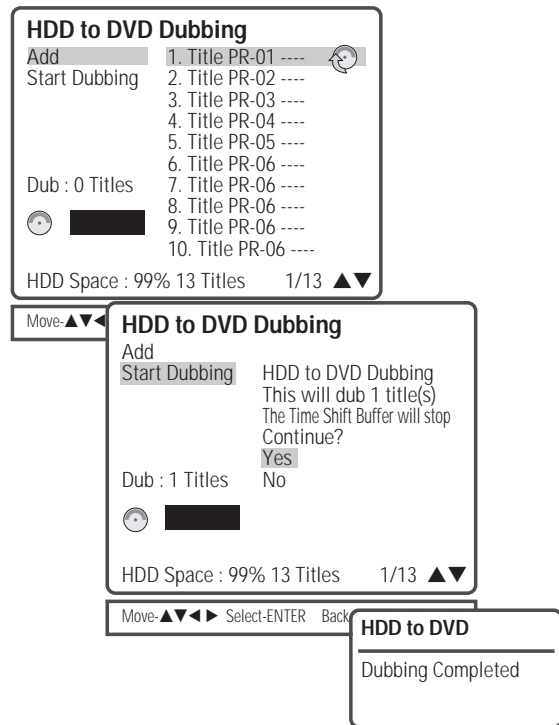 HDD to DVD Dubbing
Add
Start Dubbing
1. Title PR-01 ----
2. Title PR-02 ----
3. Title PR-03 ----
4. Title PR-04 ----
5. Title PR-05 ----
6. Title PR-06 ----
7. Title PR-06 ----
8. Title PR-06 ----
9. Title PR-06 ----
10. Title PR-06 ----
Dub : 0 Titles
HDD Space : 99% 13 Titles 1/13 ▲▼
Move-▲▼◀
HDD to DVD Dubbing
Add
Start Dubbing
HDD to DVD Dubbing
This will dub 1 title(s)
The Time Shift Buffer will stop
Continue?
Yes
No
Dub : 1 Titles
HDD Space : 99% 13 Titles 1/13 ▲▼
Move-▲▼◀ ▶ Select-ENTER Back
HDD to DVD
Dubbing Completed